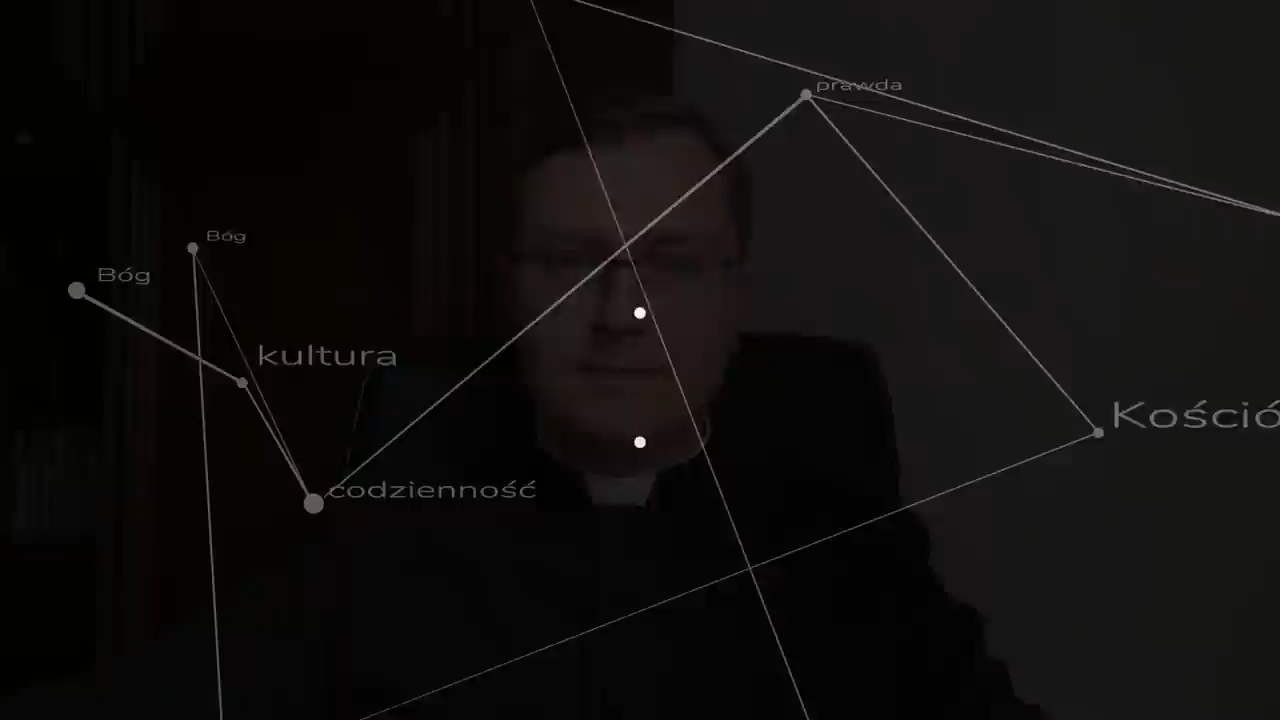 prawda
Bóg
Bóg
kultura
Kośció
codzienność